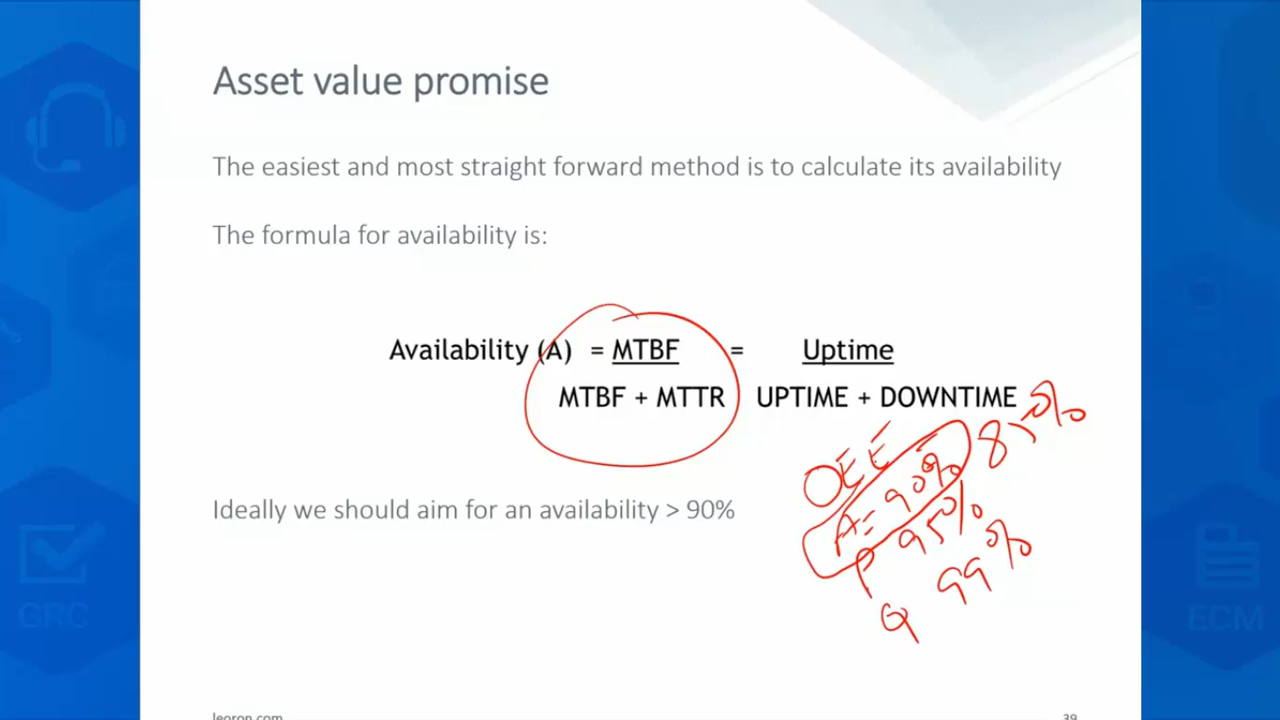 Asset value promise
The easiest and most straight forward method is to calculate its availability
The formula for availability is:
Availability (A) = MTBF = Uptime
MTBF + MTTR UPTIME + DOWNTIME
OEE 85%
A = 90%
P 95%
Q 99%
Ideally we should aim for an availability > 90%
GRC
ECM
leoron.com
39